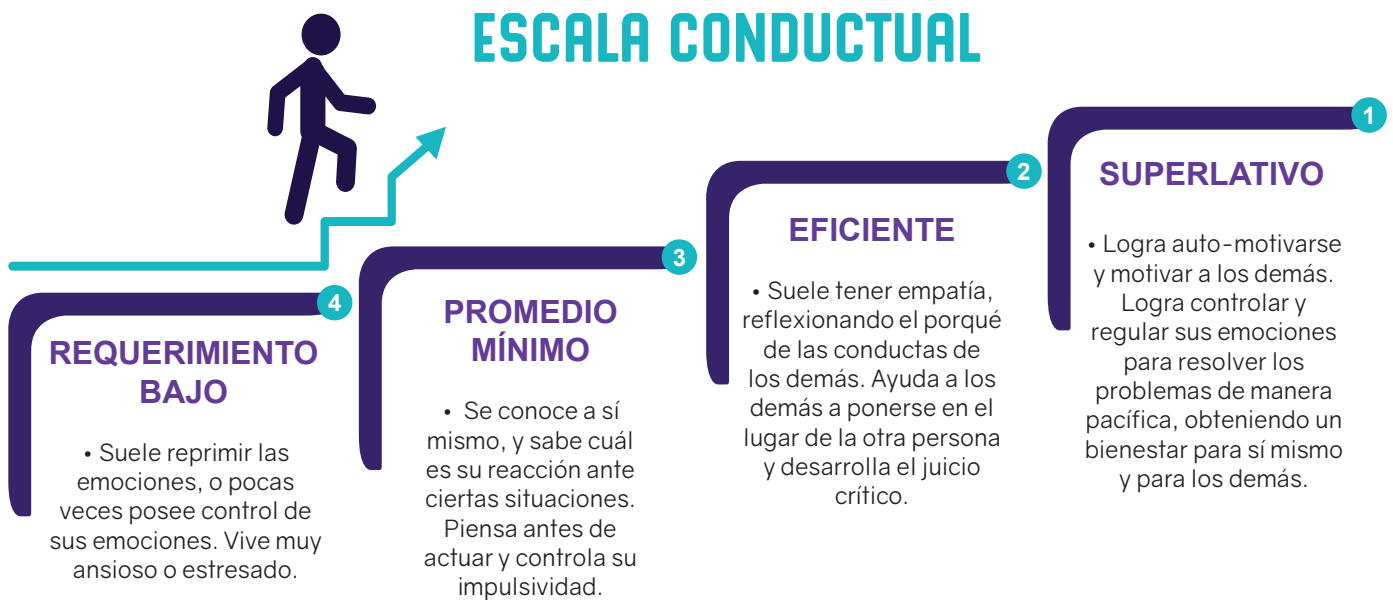 ESCALA CONDUCTUAL
4
REQUERIMIENTO
BAJO
• Suele reprimir las
emociones, o pocas
veces posee control de
sus emociones. Vive muy
ansioso o estresado.
3
PROMEDIO
MÍNIMO
• Se conoce a sí
mismo, y sabe cuál
es su reacción ante
ciertas situaciones.
Piensa antes de
actuar y controla su
impulsividad.
2
EFICIENTE
• Suele tener empatía,
reflexionando el porqué
de las conductas de
los demás. Ayuda a los
demás a ponerse en el
lugar de la otra persona
y desarrolla el juicio
crítico.
1
SUPERLATIVO
• Logra auto-motivarse
y motivar a los demás.
Logra controlar y
regular sus emociones
para resolver los
problemas de manera
pacífica, obteniendo un
bienestar para sí mismo
y para los demás.